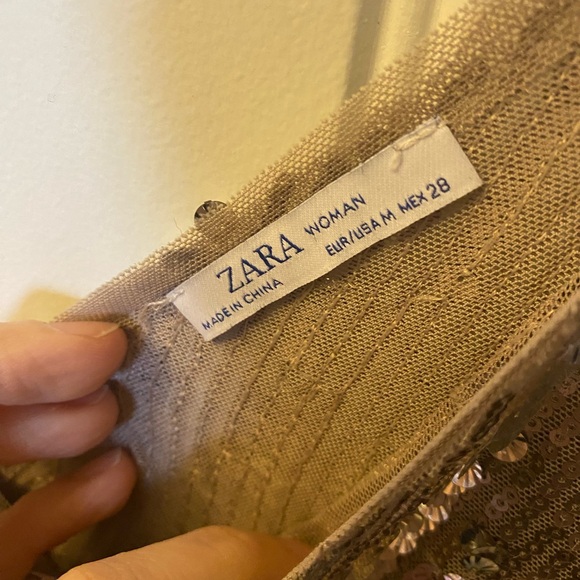 ZARA WOMAN
MADE IN CHINA
EUR/USA M MEX 28